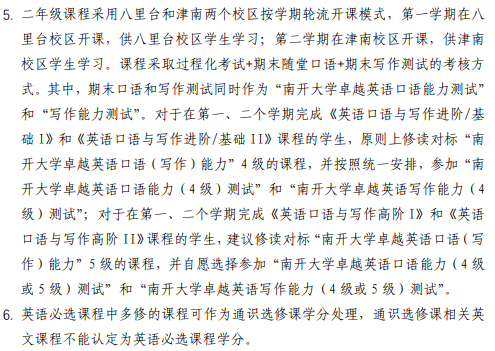 5. 二年级课程采用八里台和津南两个校区按学期轮流开课模式，第一学期在八
里台校区开课，供八里台校区学生学习；第二学期在津南校区开课，供津南
校区学生学习。课程采取过程化考试+期末随堂口语+期末写作测试的考核方
式。其中，期末口语和写作测试同时作为“南开大学卓越英语口语能力测试”
和“写作能力测试”。对于在第一、二个学期完成《英语口语与写作进阶/基
础 I》和《英语口语与写作进阶/基础 II》课程的学生，原则上修读对标“南
开大学卓越英语口语（写作）能力”4 级的课程，并按照统一安排，参加“南
开大学卓越英语口语能力（4 级）测试”和“南开大学卓越英语写作能力（4
级）测试”；对于在第一、二个学期完成《英语口语与写作高阶 I》和《英语
口语与写作高阶 II》课程的学生，建议修读对标“南开大学卓越英语口语（写
作）能力”5 级的课程，并自愿选择参加“南开大学卓越英语口语能力（4 级
或 5 级）测试”和“南开大学卓越英语写作能力（4 级或 5 级）测试”。
6. 英语必选课程中多修的课程可作为通识选修课学分处理，通识选修课相关英
文课程不能认定为英语必选课程学分。